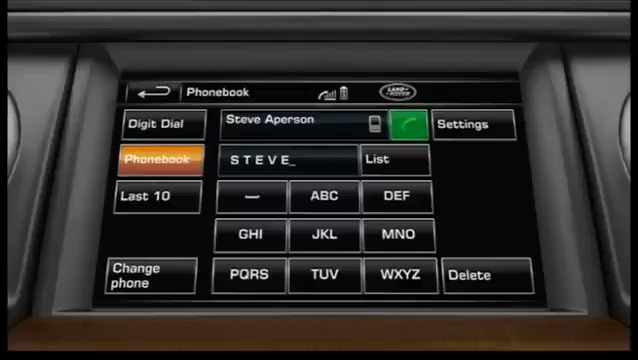 Phonebook
LAND ROVER
Digit Dial
Steve Aperson
Settings
Phonebook
STEVE_
List
Last 10
ABC
DEF
GHI
JKL
MNO
Change phone
PQRS
TUV
WXYZ
Delete